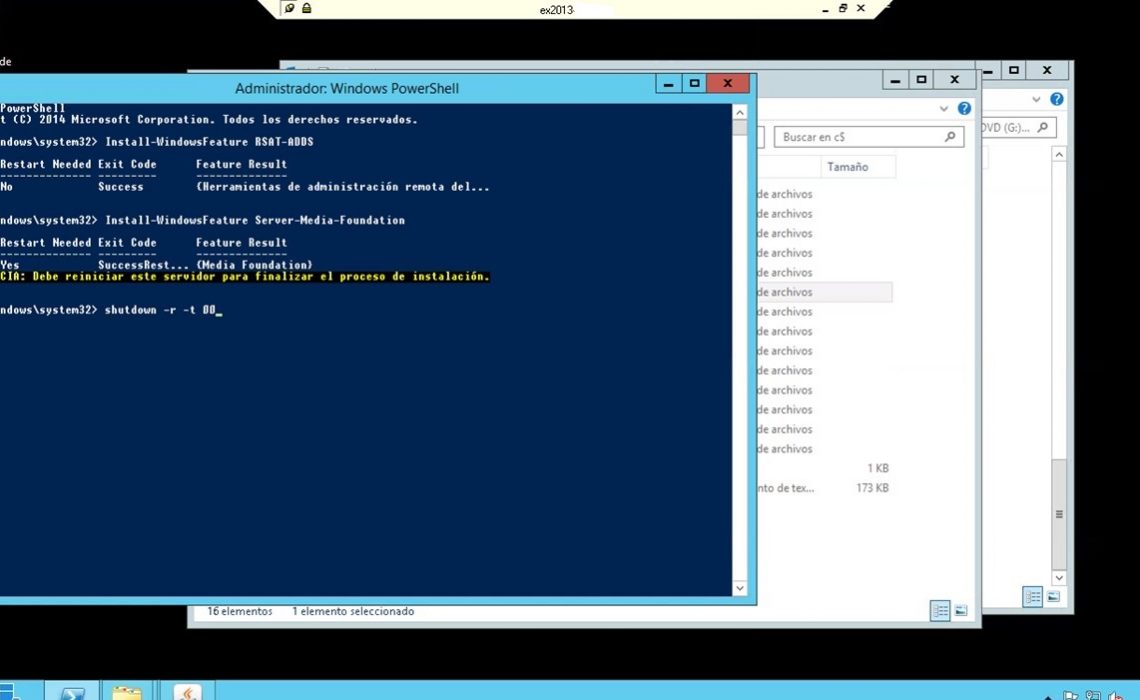 ex2013
de
Administrador: Windows PowerShell
PowerShell
t (C) 2014 Microsoft Corporation. Todos los derechos reservados.
ndows\system32> Install-WindowsFeature RSAT-ADDS
Restart Needed Exit Code Feature Result
-------------- --------- --------------
No Success {Herramientas de administración remota del...
ndows\system32> Install-WindowsFeature Server-Media-Foundation
Restart Needed Exit Code Feature Result
-------------- --------- --------------
Yes SuccessRest... {Media Foundation}
CIA: Debe reiniciar este servidor para finalizar el proceso de instalación.
ndows\system32> shutdown -r -t 00_
Buscar en c$
DVD (G:)...
Tamaño
de archivos
de archivos
de archivos
de archivos
de archivos
de archivos
de archivos
de archivos
de archivos
de archivos
de archivos
de archivos
de archivos
de archivos
1 KB
nto de tex... 173 KB
16 elementos 1 elemento seleccionado